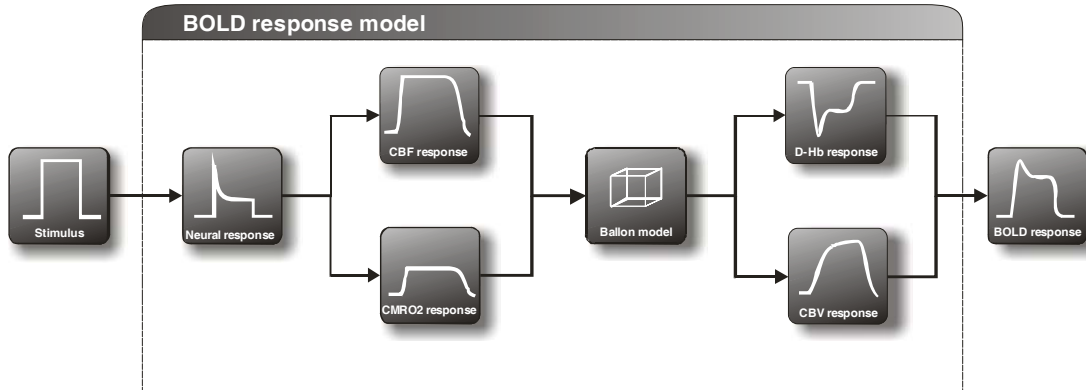 BOLD response model
Stimulus
Neural response
CBF response
CMRO2 response
Ballon model
D-Hb response
CBV response
BOLD response